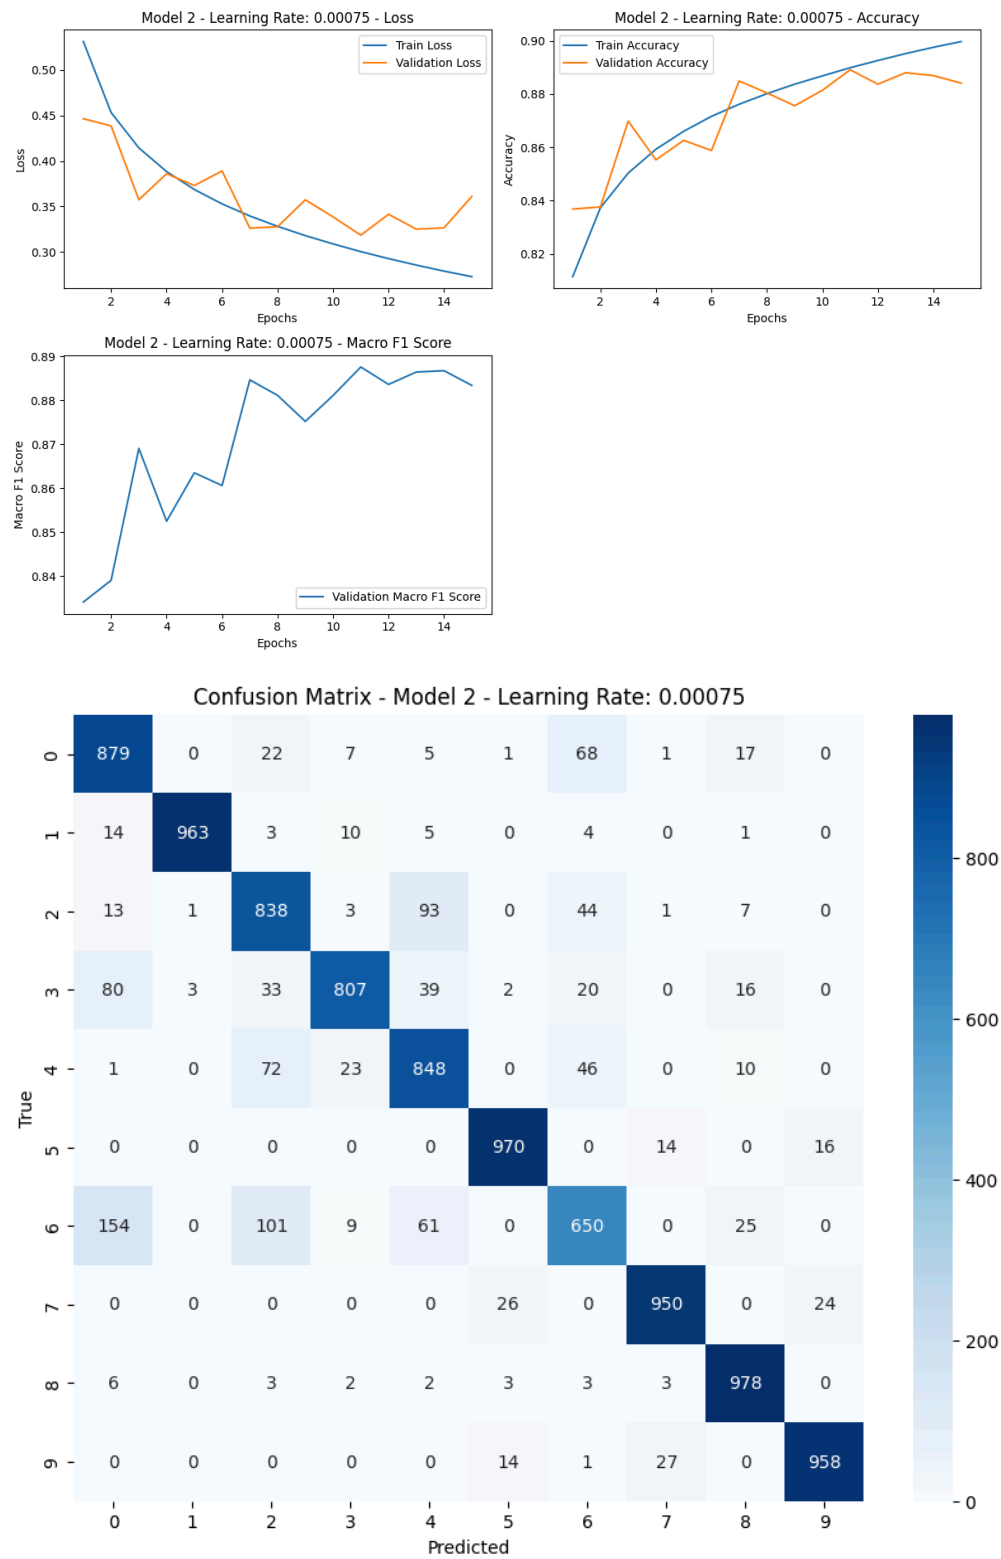 Model 2 - Learning Rate: 0.00075 - Loss
Train Loss
Validation Loss
0.50
0.45
0.40
0.35
0.30
Loss
2 4 6 8 10 12 14
Epochs
Model 2 - Learning Rate: 0.00075 - Accuracy
Train Accuracy
Validation Accuracy
0.90
0.88
0.86
0.84
0.82
Accuracy
2 4 6 8 10 12 14
Epochs
Model 2 - Learning Rate: 0.00075 - Macro F1 Score
0.89
0.88
0.87
0.86
0.85
0.84
Macro F1 Score
Validation Macro F1 Score
2 4 6 8 10 12 14
Epochs
Confusion Matrix - Model 2 - Learning Rate: 0.00075
0 879 0 22 7 5 1 68 1 17 0
1 14 963 3 10 5 0 4 0 1 0
2 13 1 838 3 93 0 44 1 7 0
3 80 3 33 807 39 2 20 0 16 0
4 1 0 72 23 848 0 46 0 10 0
5 0 0 0 0 0 970 0 14 0 16
6 154 0 101 9 61 0 650 0 25 0
7 0 0 0 0 0 26 0 950 0 24
8 6 0 3 2 2 3 3 3 978 0
9 0 0 0 0 0 14 1 27 0 958
True
0 1 2 3 4 5 6 7 8 9
Predicted
800
600
400
200
0